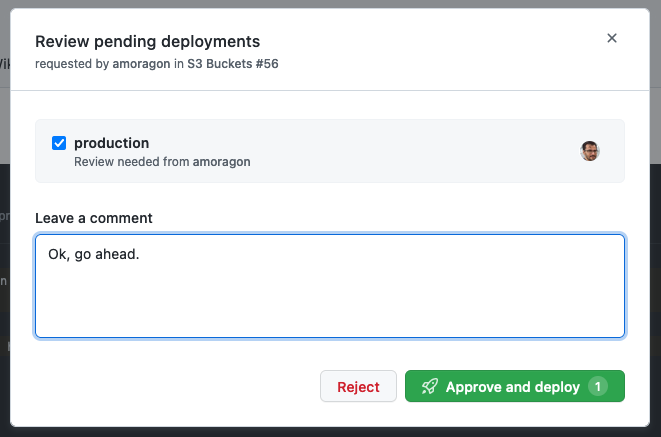 Review pending deployments
requested by amoragon in S3 Buckets #56
production
Review needed from amoragon
Leave a comment
Ok, go ahead.
Reject
Approve and deploy 1